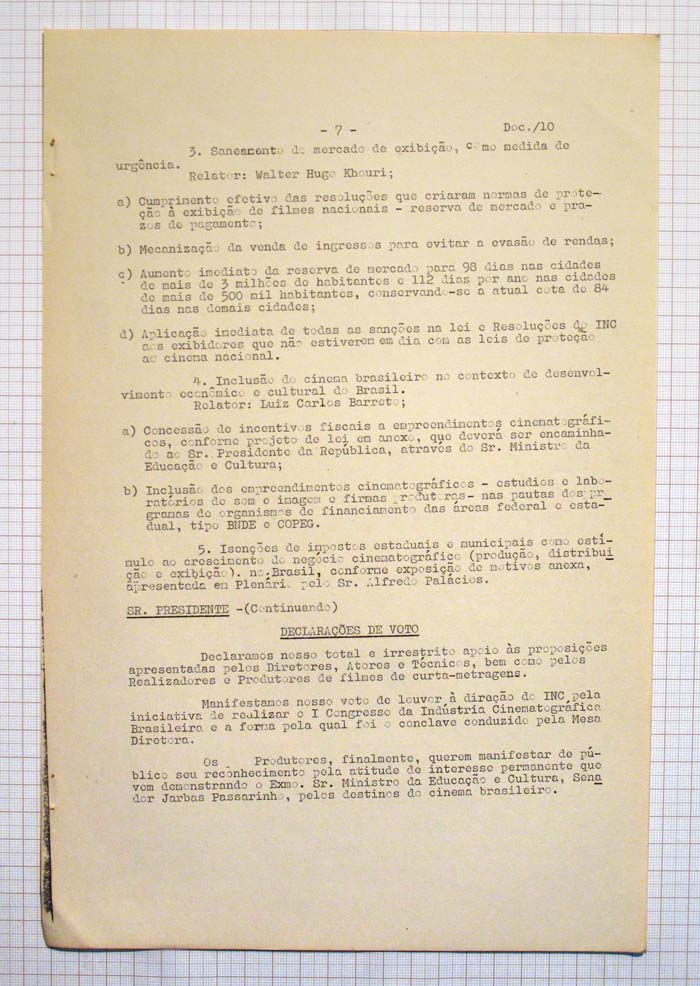 - 7 - Doc./10
3. Saneamento do mercado de exibição, como medida de
urgência.
Relator: Walter Hugo Khouri;
a) Cumprimento efetivo das resoluções que criaram normas de prote-
ção à exibição de filmes nacionais - reserva de mercado e pra-
zos de pagamento;
b) Mecanização da venda de ingressos para evitar a evasão de rendas;
c) Aumento imediato da reserva de mercado para 98 dias nas cidades
de mais de 3 milhões de habitantes e 112 dias por ano nas cidades
de mais de 500 mil habitantes, conservando-se a atual cota de 84
dias nas demais cidades;
d) Aplicação imediata de todas as sanções na lei e Resoluções do INC
aos exibidores que não estiverem em dia com as leis de proteção
ao cinema nacional.
4. Inclusão do cinema brasileiro no contexto de desenvol-
vimento econômico e cultural do Brasil.
Relator: Luiz Carlos Barreto;
a) Concessão de incentivos fiscais a empreendimentos cinematográfi-
cos, conforme projeto de lei em anexo, que deverá ser encaminha-
do ao Sr. Presidente da República, através do Sr. Ministro da
Educação e Cultura;
b) Inclusão dos empreendimentos cinematográficos - estudios e labo-
ratórios de som e imagem e firmas produtoras- nas pautas dos pr_
gramas de organismos de financiamento das áreas federal e esta-
dual, tipo BNDE e COPEG.
5. Isenções de impostos estaduais e municipais como estí-
mulo ao crescimento do negócio cinematográfico (produção, distribui
ção e exibição). no Brasil, conforme exposição de motivos anexa,
apresentada em Plenário pelo Sr. Alfredo Palácios.
SR. PRESIDENTE -(Continuando)
DECLARAÇÕES DE VOTO
Declaramos nosso total e irrestrito apoio às proposições
apresentadas pelos Diretores, Atores e Técnicos, bem como pelos
Realizadores e Produtores de filmes de curta-metragens.
Manifestamos nosso voto de louvor à direção do INC pela
iniciativa de realizar o I Congresso da Indústria Cinematográfica
Brasileira e a forma pela qual foi o conclave conduzido pela Mesa
Diretora.
Os Produtores, finalmente, querem manifestar de pú-
blico seu reconhecimento pela atitude de interesse permanente que
vem demonstrando o Exmo. Sr. Ministro da Educação e Cultura, Sena
dor Jarbas Passarinho, pelos destinos do cinema brasileiro.